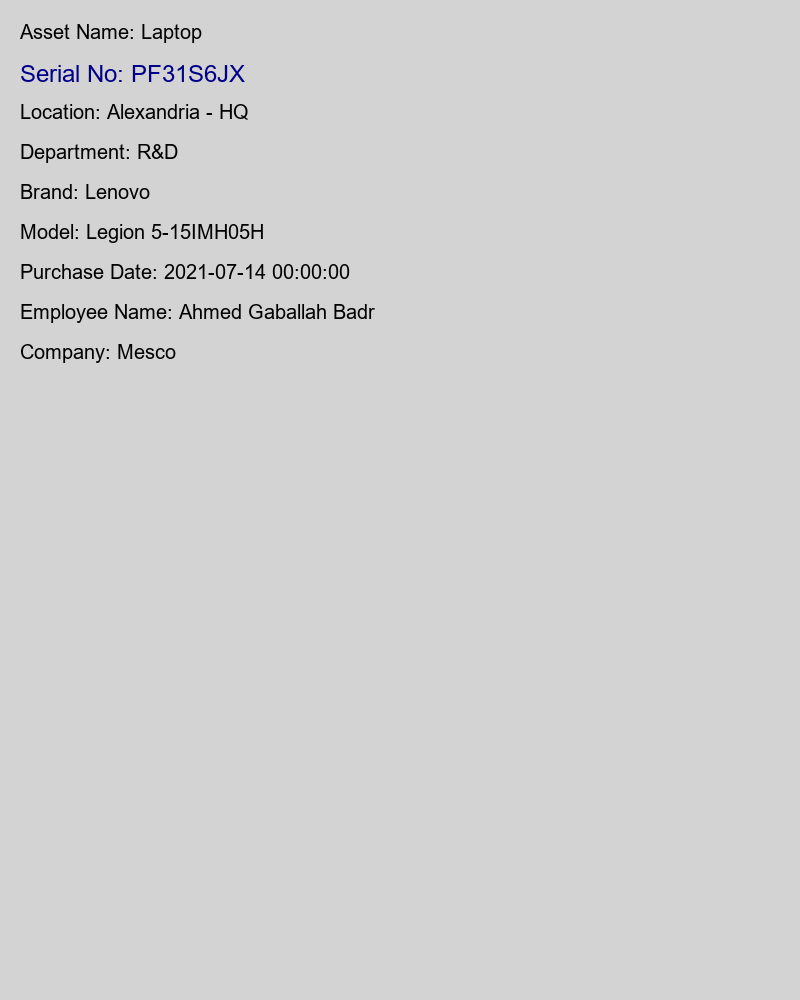 Asset Name: Laptop
Serial No: PF31S6JX
Location: Alexandria - HQ
Department: R&D
Brand: Lenovo
Model: Legion 5-15IMH05H
Purchase Date: 2021-07-14 00:00:00
Employee Name: Ahmed Gaballah Badr
Company: Mesco